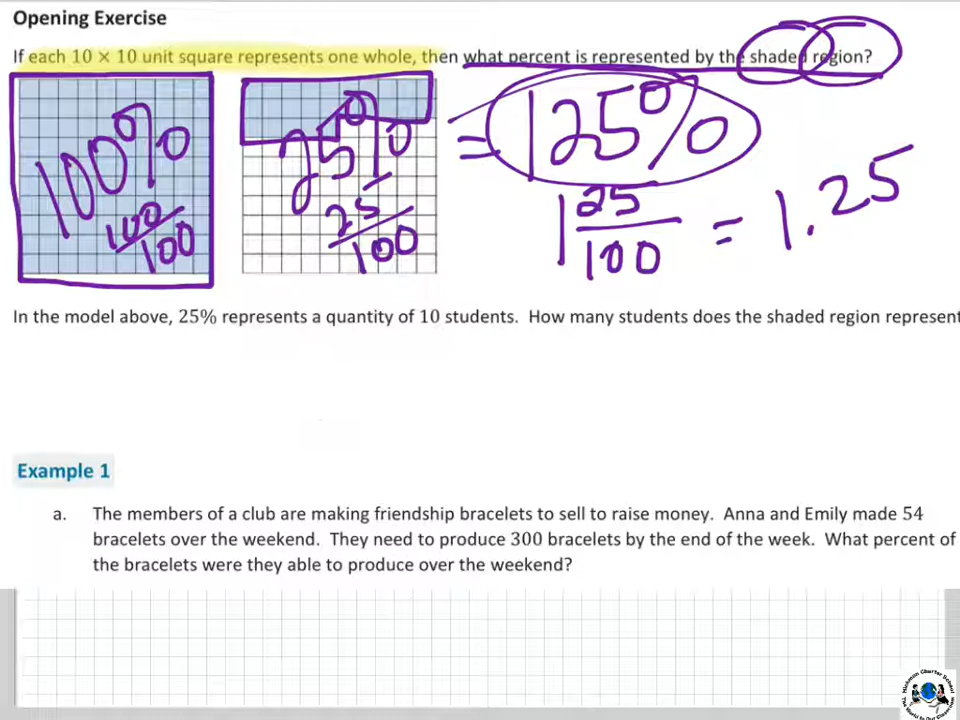 Opening Exercise
If each 10 × 10 unit square represents one whole, then what percent is represented by the shaded region?
100%
100/100
25%
25/100
= 125%
1 25/100 = 1.25
In the model above, 25% represents a quantity of 10 students. How many students does the shaded region represent
Example 1
a. The members of a club are making friendship bracelets to sell to raise money. Anna and Emily made 54
bracelets over the weekend. They need to produce 300 bracelets by the end of the week. What percent of
the bracelets were they able to produce over the weekend?